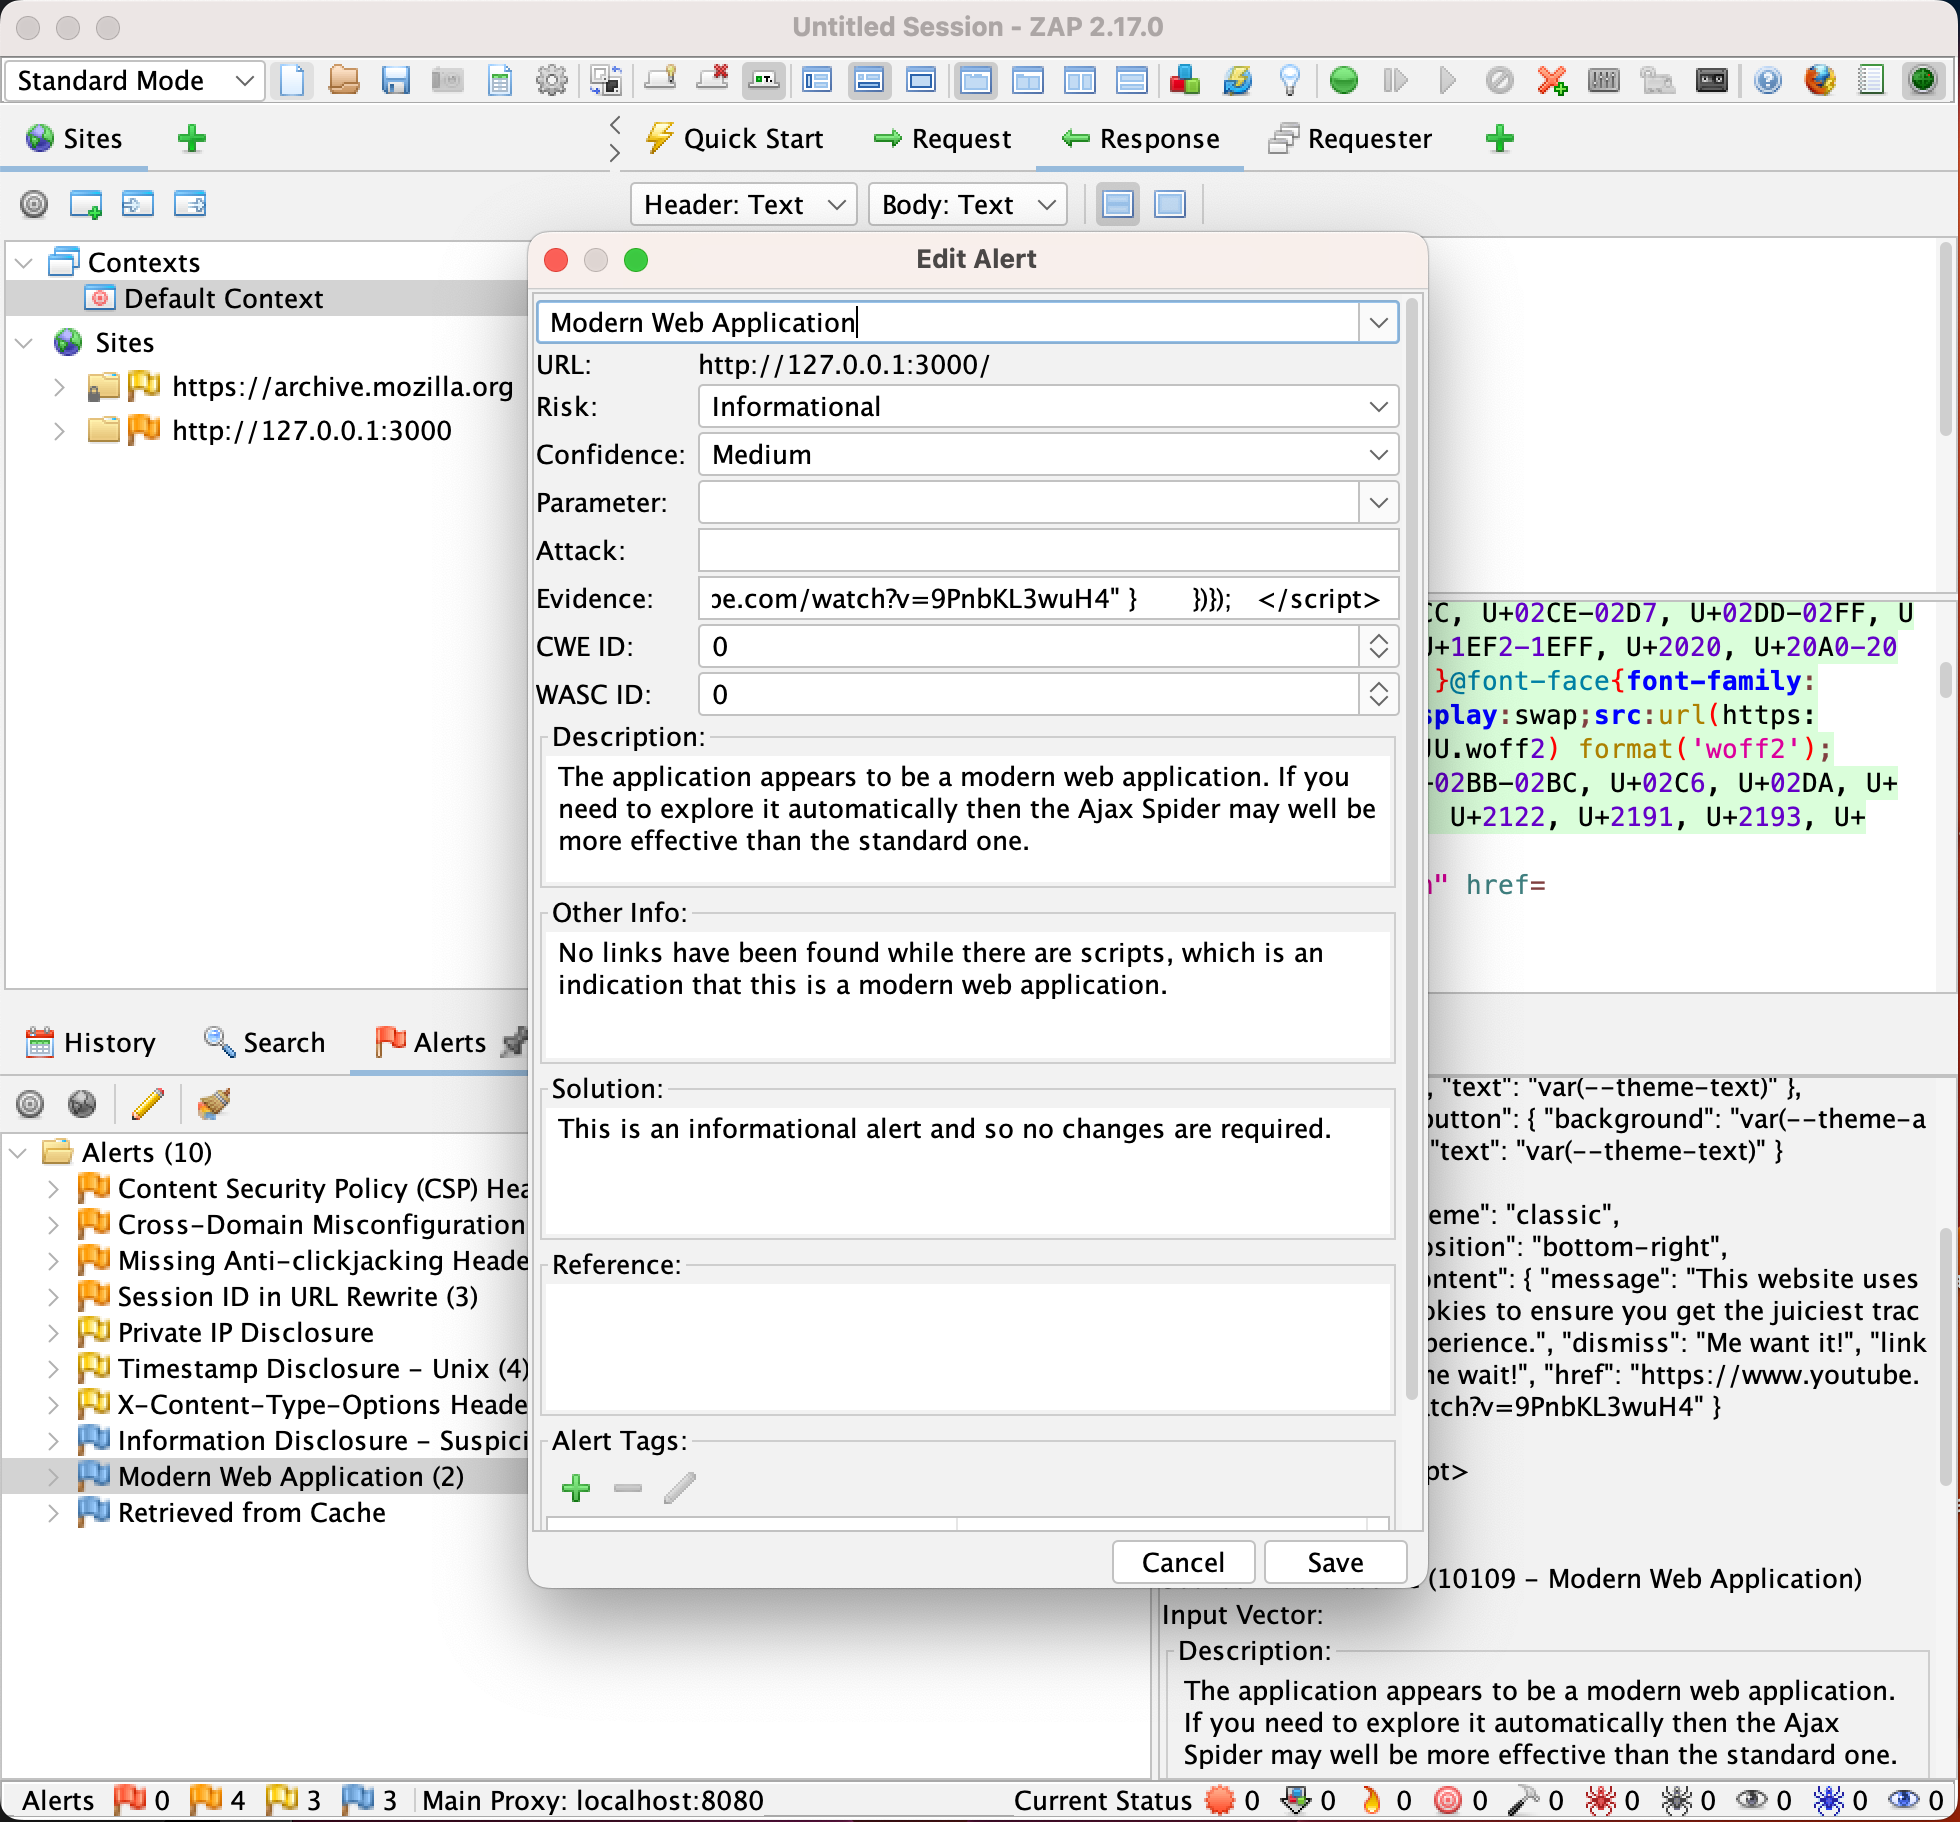 Untitled Session - ZAP 2.17.0
Standard Mode
Sites
Quick Start
Request
Response
Requester
Header: Text
Body: Text
Contexts
Default Context
Sites
https://archive.mozilla.org
http://127.0.0.1:3000
Edit Alert
Modern Web Application
URL: http://127.0.0.1:3000/
Risk: Informational
Confidence: Medium
Parameter:
Attack:
Evidence: be.com/watch?v=9PnbKL3wuH4" } })}); </script>
CWE ID: 0
WASC ID: 0
Description:
The application appears to be a modern web application. If you
need to explore it automatically then the Ajax Spider may well be
more effective than the standard one.
Other Info:
No links have been found while there are scripts, which is an
indication that this is a modern web application.
Solution:
This is an informational alert and so no changes are required.
Reference:
Alert Tags:
Cancel
Save
CC, U+02CE-02D7, U+02DD-02FF, U
+1EF2-1EFF, U+2020, U+20A0-20
}@font-face{font-family:
splay:swap;src:url(https:
JU.woff2) format('woff2');
+02BB-02BC, U+02C6, U+02DA, U+
U+2122, U+2191, U+2193, U+
" href=
History
Search
Alerts
Alerts (10)
Content Security Policy (CSP) Hea
Cross-Domain Misconfiguration
Missing Anti-clickjacking Heade
Session ID in URL Rewrite (3)
Private IP Disclosure
Timestamp Disclosure - Unix (4)
X-Content-Type-Options Heade
Information Disclosure - Suspici
Modern Web Application (2)
Retrieved from Cache
, "text": "var(--theme-text)" },
button": { "background": "var(--theme-a
"text": "var(--theme-text)" }
eme": "classic",
osition": "bottom-right",
ontent": { "message": "This website uses
okies to ensure you get the juiciest trac
perience.", "dismiss": "Me want it!", "link
ne wait!", "href": "https://www.youtube.
tch?v=9PnbKL3wuH4" }
pt>
(10109 - Modern Web Application)
Input Vector:
Description:
The application appears to be a modern web application.
If you need to explore it automatically then the Ajax
Spider may well be more effective than the standard one.
Alerts 0 4 3 3 Main Proxy: localhost:8080
Current Status 0 0 0 0 0 0 0 0 0 0